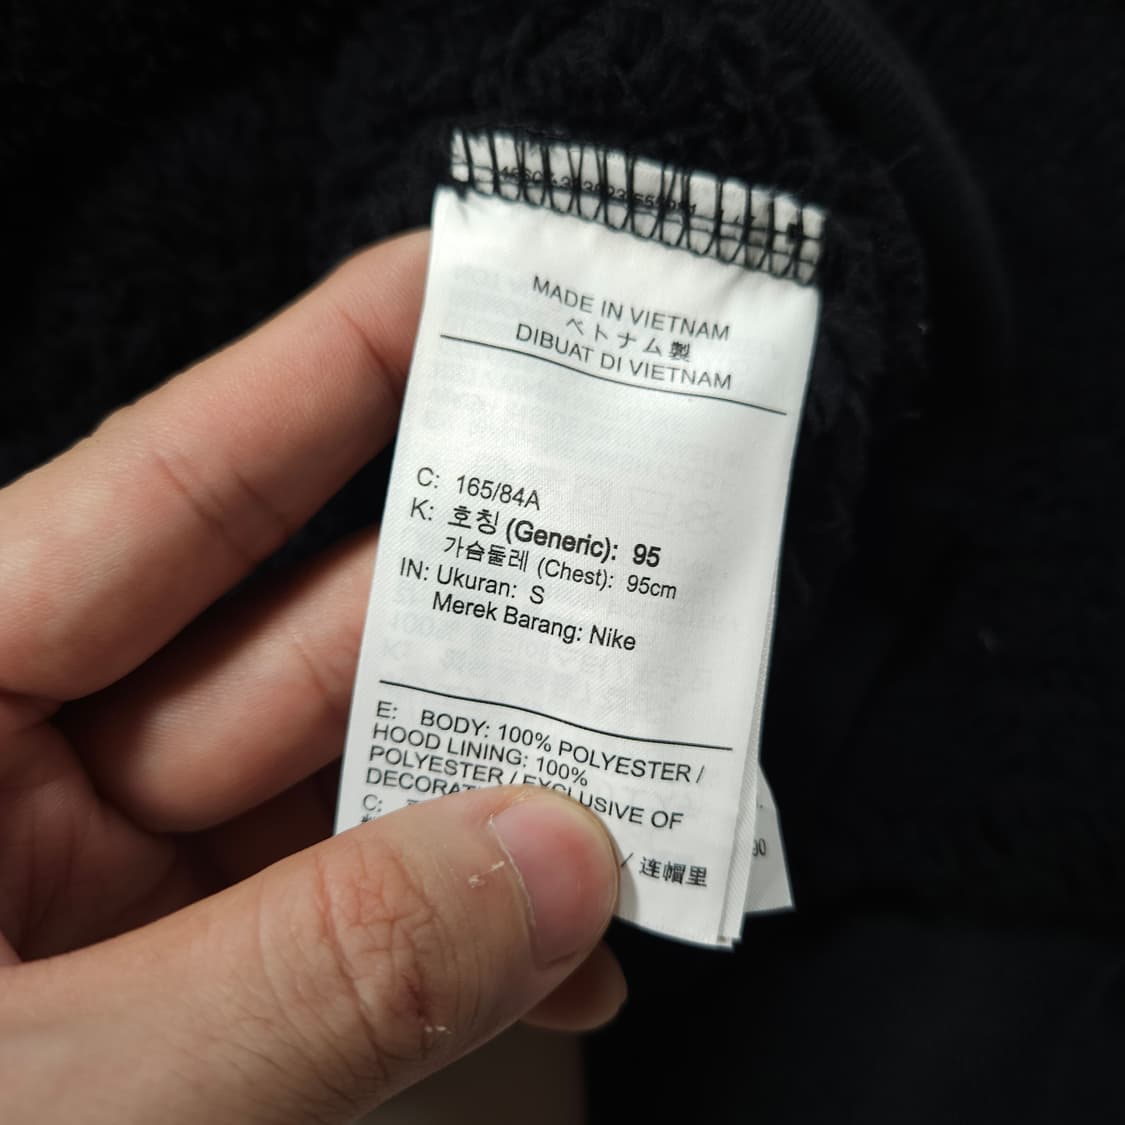 MADE IN VIETNAM
ベトナム製
DIBUAT DI VIETNAM
C: 165/84A
K: 호칭 (Generic): 95
가슴둘레 (Chest): 95cm
IN: Ukuran: S
Merek Barang: Nike
E: BODY: 100% POLYESTER /
HOOD LINING: 100%
POLYESTER / EXCLUSIVE OF
C:
/ 连帽里